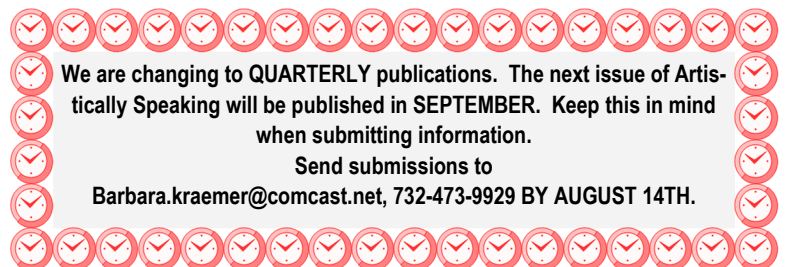 We are changing to QUARTERLY publications.  The next issue of Artis-
tically Speaking will be published in SEPTEMBER.  Keep this in mind
when submitting information.
Send submissions to
Barbara.kraemer@comcast.net, 732-473-9929 BY AUGUST 14TH.